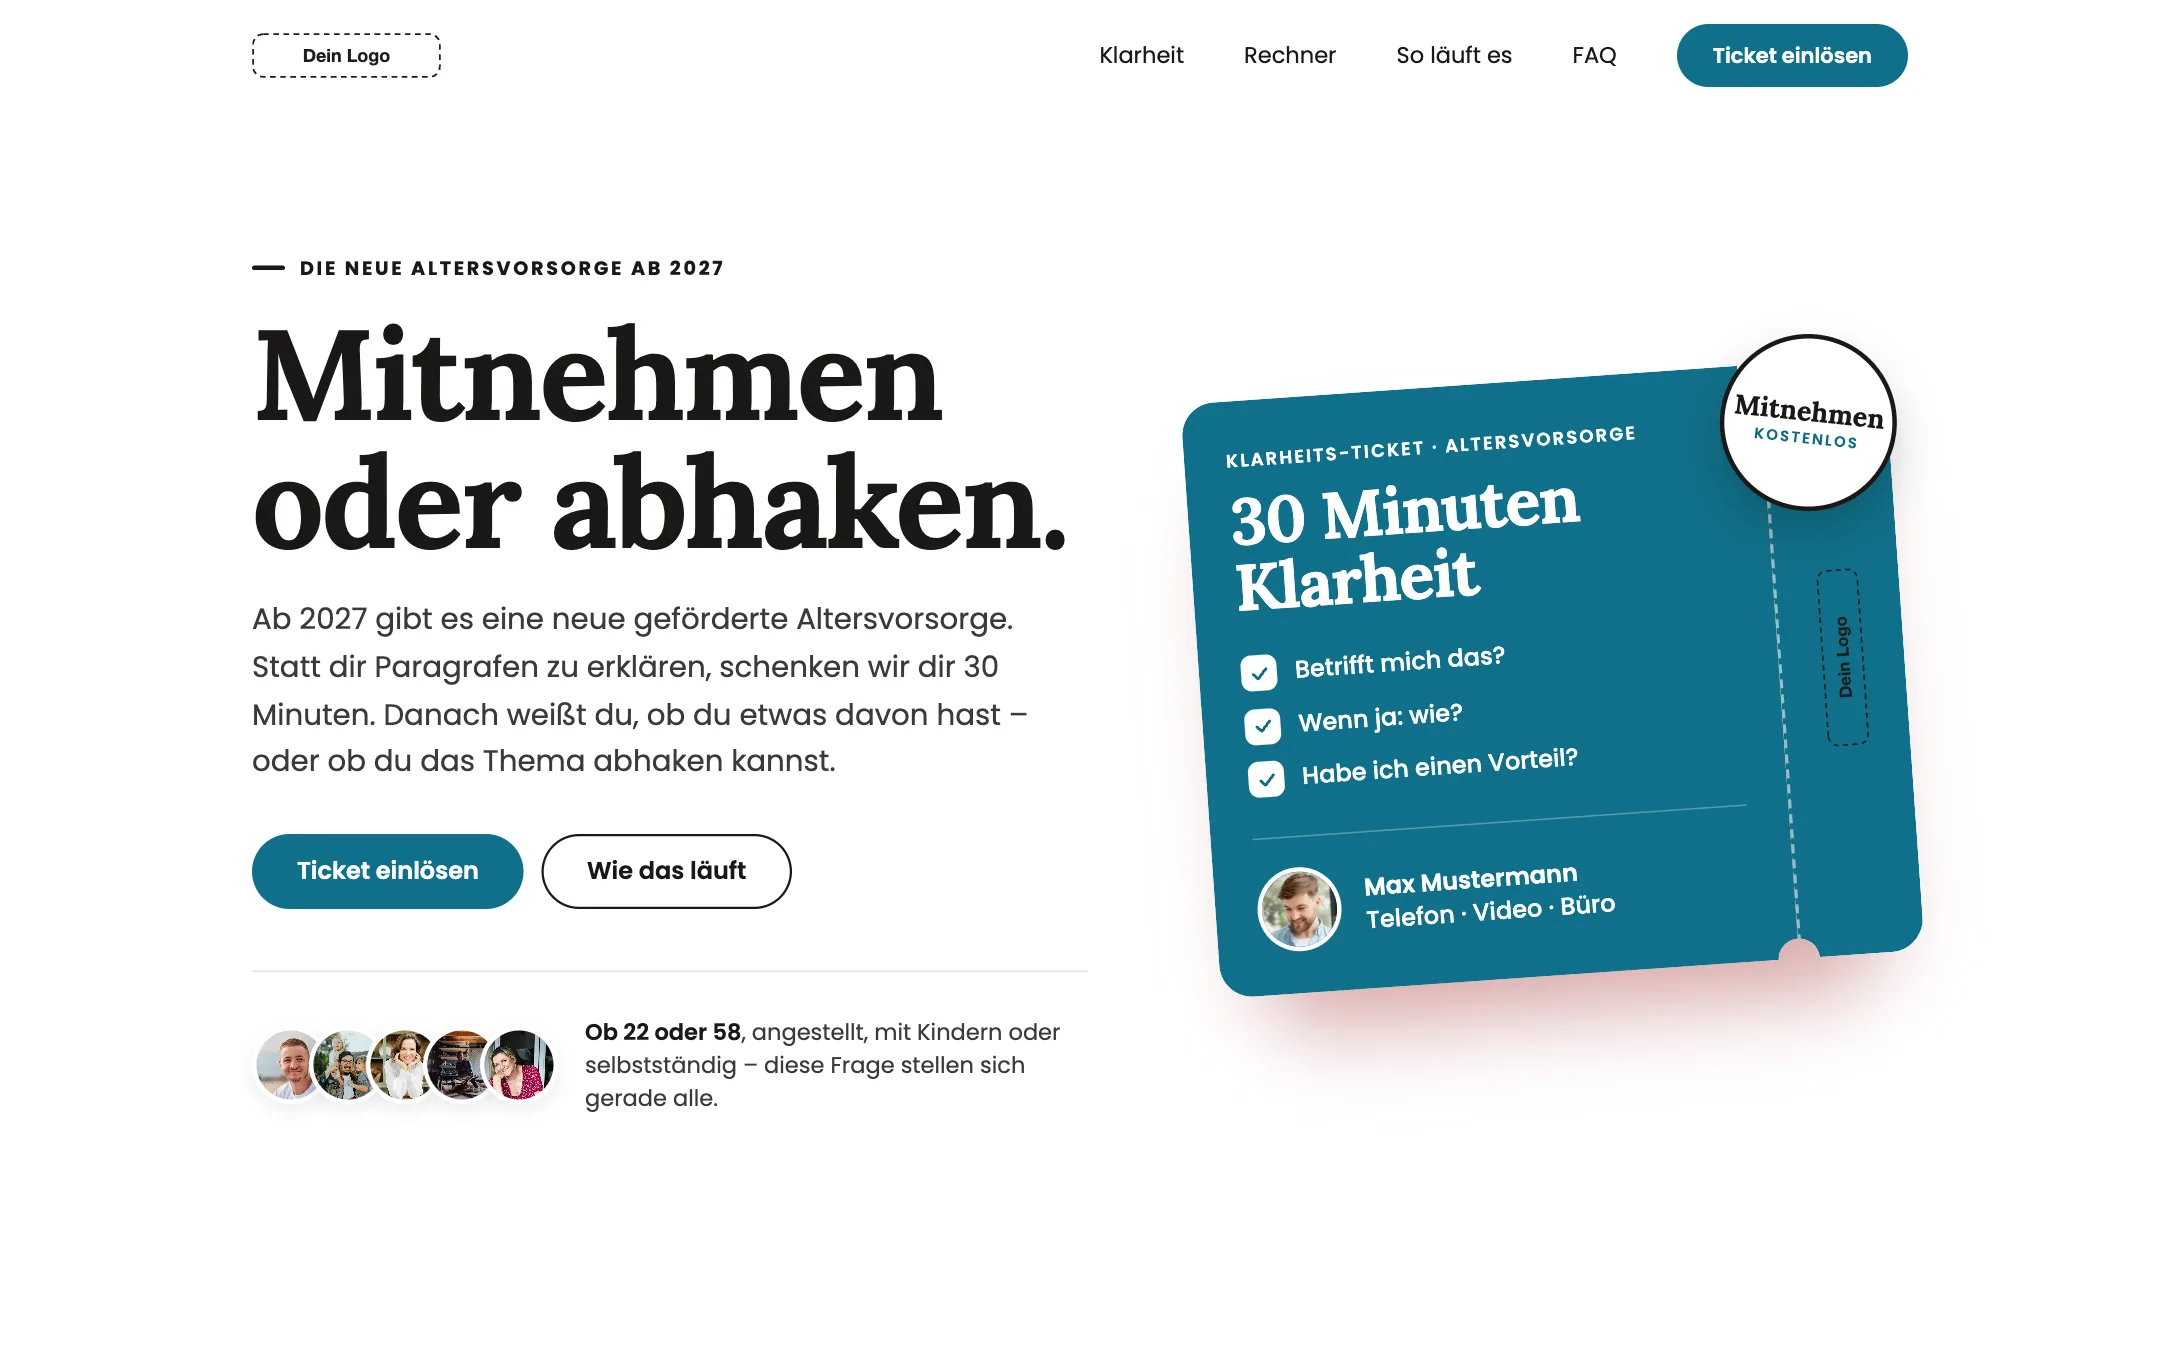 Dein Logo
Klarheit
Rechner
So läuft es
FAQ
Ticket einlösen
DIE NEUE ALTERSVORSORGE AB 2027
Mitnehmen
oder abhaken.
Ab 2027 gibt es eine neue geförderte Altersvorsorge.
Statt dir Paragrafen zu erklären, schenken wir dir 30
Minuten. Danach weißt du, ob du etwas davon hast –
oder ob du das Thema abhaken kannst.
Ticket einlösen
Wie das läuft
Ob 22 oder 58, angestellt, mit Kindern oder
selbstständig – diese Frage stellen sich
gerade alle.
Mitnehmen
KOSTENLOS
KLARHEITS-TICKET · ALTERSVORSORGE
30 Minuten
Klarheit
Betrifft mich das?
Wenn ja: wie?
Habe ich einen Vorteil?
Max Mustermann
Telefon · Video · Büro
Dein Logo